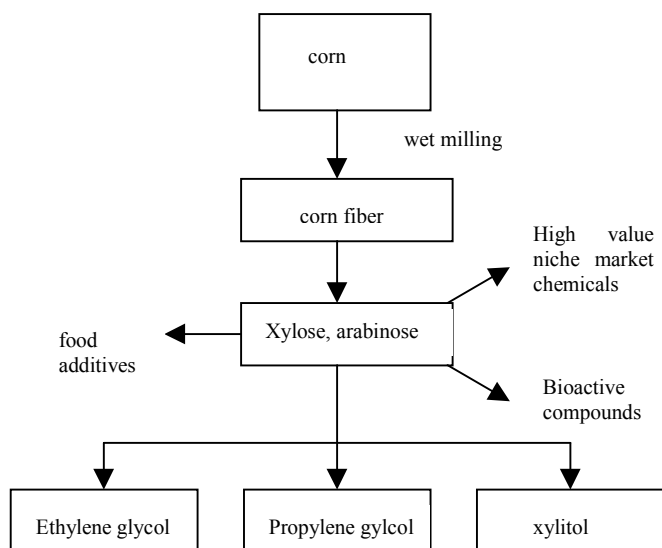 corn
wet milling
corn fiber
High value
niche market
chemicals
Xylose, arabinose
food
additives
Bioactive
compounds
Ethylene glycol
Propylene gylcol
xylitol